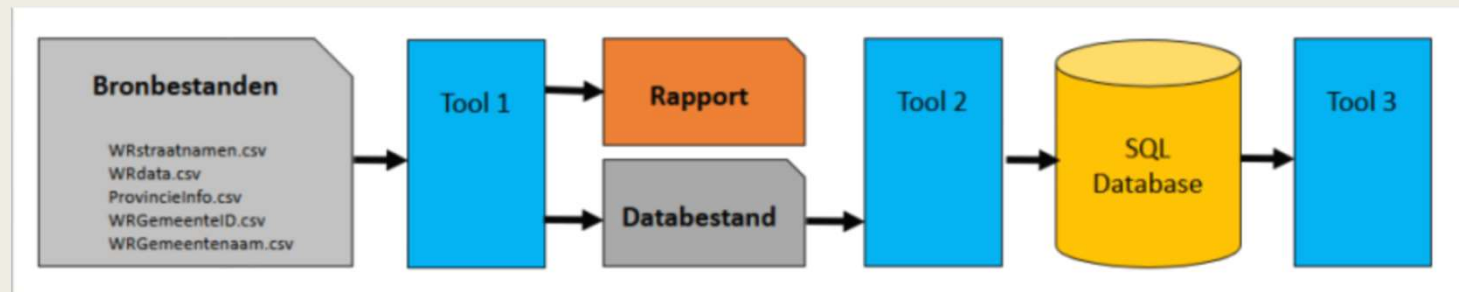 Bronbestanden
WRstraatnamen.csv
WRdata.csv
ProvincieInfo.csv
WRGemeenteID.csv
WRGemeentenaam.csv
Tool 1
Rapport
Databestand
Tool 2
SQL
Database
Tool 3